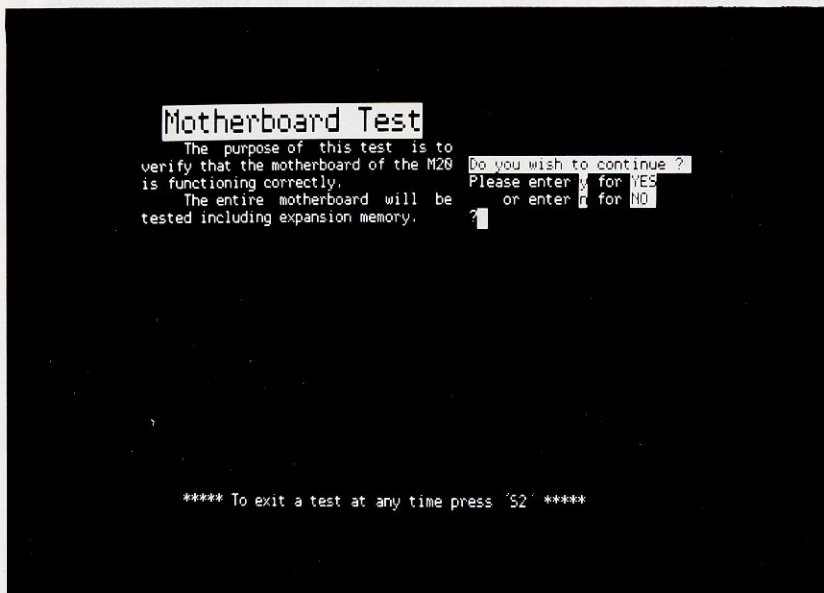 Motherboard Test
The purpose of this test is to
verify that the motherboard of the M20
is functioning correctly.
The entire motherboard will be
tested including expansion memory.
Do you wish to continue ?
Please enter y for YES
or enter n for NO
?
***** To exit a test at any time press 'S2' *****